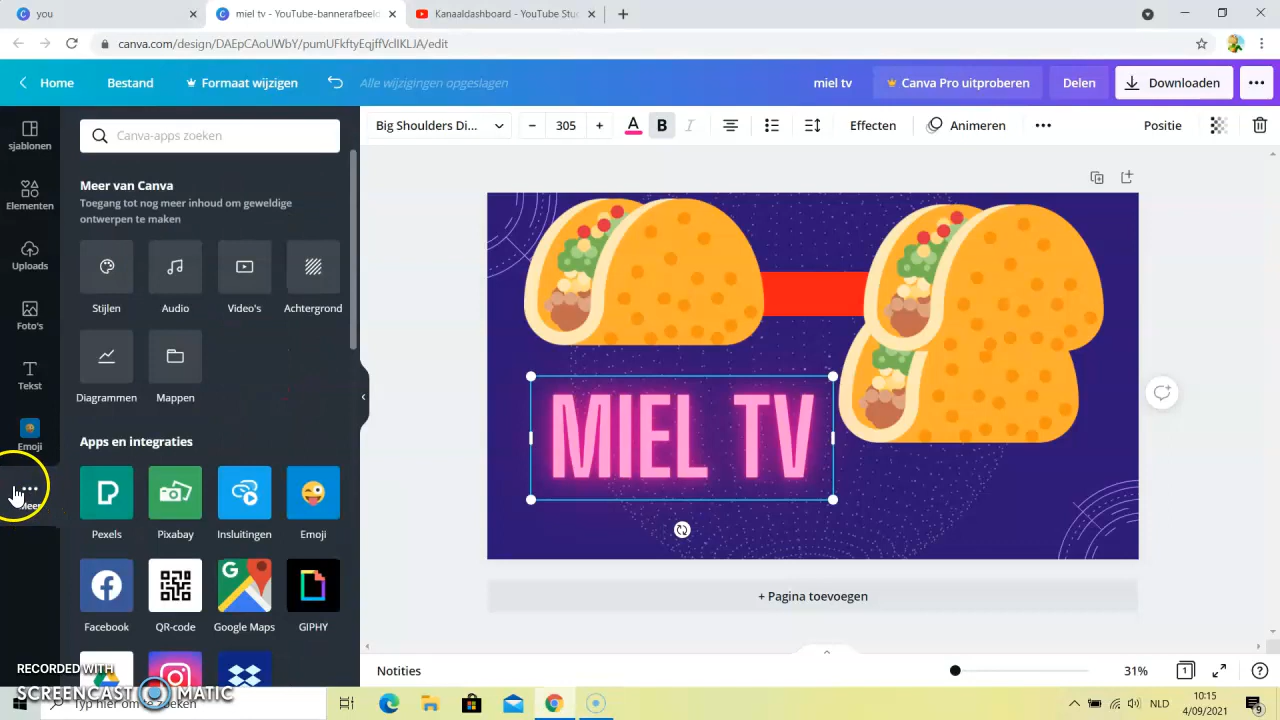 you
miel tv - YouTube-bannerafbeeld
Kanaaldashboard - YouTube Stu
canva.com/design/DAEpCAoUWbY/pumUFkftyEqjffVcllKLJA/edit
Home
Bestand
Formaat wijzigen
Alle wijzigingen opgeslagen
miel tv
Canva Pro uitproberen
Delen
Downloaden
sjablonen
Elementen
Uploads
Foto's
Tekst
Emoji
Meer
Canva-apps zoeken
Big Shoulders Di...
305
A
B
I
Effecten
Animeren
Positie
Meer van Canva
Toegang tot nog meer inhoud om geweldige
ontwerpen te maken
Stijlen
Audio
Video's
Achtergrond
Diagrammen
Mappen
Apps en integraties
Pexels
Pixabay
Insluitingen
Emoji
Facebook
QR-code
Google Maps
GIPHY
MIEL TV
+ Pagina toevoegen
Notities
31%
1
RECORDED WITH
SCREENCAST MATIC
Typ hier om te zoeken
NLD
10:15
4/09/2021
9